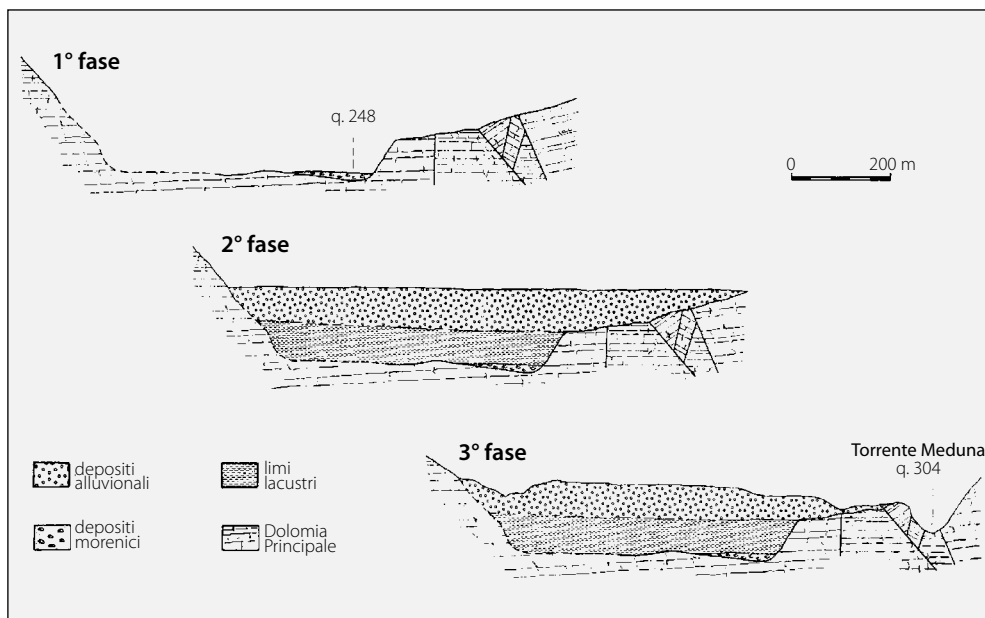 1° fase
q. 248
0 200 m
2° fase
3° fase
Torrente Meduna
q. 304
depositi
alluvionali
limi
lacustri
depositi
morenici
Dolomia
Principale